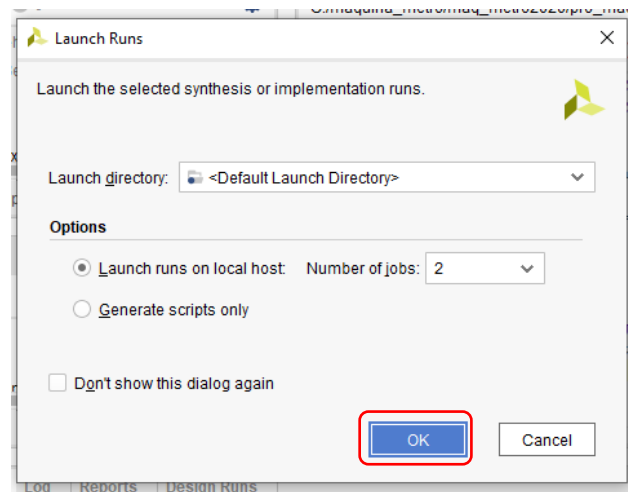 Launch Runs
Launch the selected synthesis or implementation runs.
Launch directory: <Default Launch Directory>
Options
Launch runs on local host: Number of jobs: 2
Generate scripts only
Don't show this dialog again
OK Cancel
Log Reports Design Runs